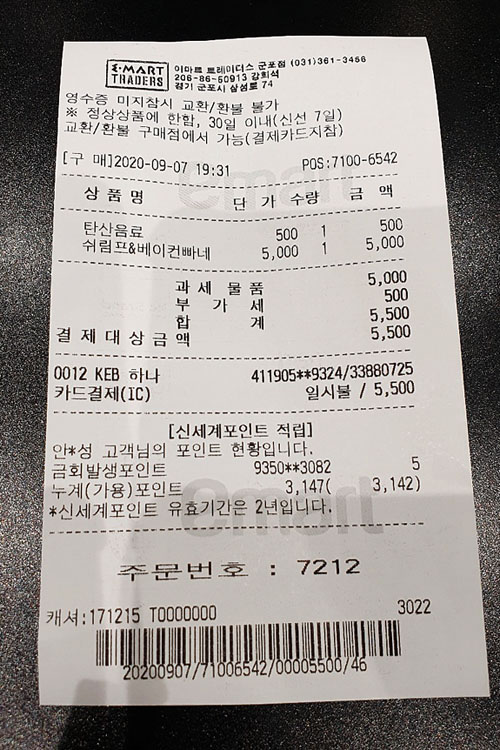 E·MART
TRADERS
이마트 트레이더스 군포점 (031)361-3456
206-86-50913 강희석
경기 군포시 삼성로 74
영수증 미지참시 교환/환불 불가
※ 정상상품에 한함, 30일 이내(신선 7일)
교환/환불 구매점에서 가능(결제카드지참)
[구 매]2020-09-07 19:31 POS:7100-6542
상품명 단가 수량 금액
탄산음료 500 1 500
쉬림프&베이컨빠네 5,000 1 5,000
과세 물품 5,000
부 가 세 500
합 계 5,500
결제대상금액 5,500
0012 KEB 하나 411905**9324/33880725
카드결제(IC) 일시불 / 5,500
[신세계포인트 적립]
안*성 고객님의 포인트 현황입니다.
금회발생포인트 9350**3082 5
누계(가용)포인트 3,147( 3,142)
*신세계포인트 유효기간은 2년입니다.
주문번호 : 7212
캐셔:171215 T0000000 3022
20200907/71006542/00005500/46
emart
emart